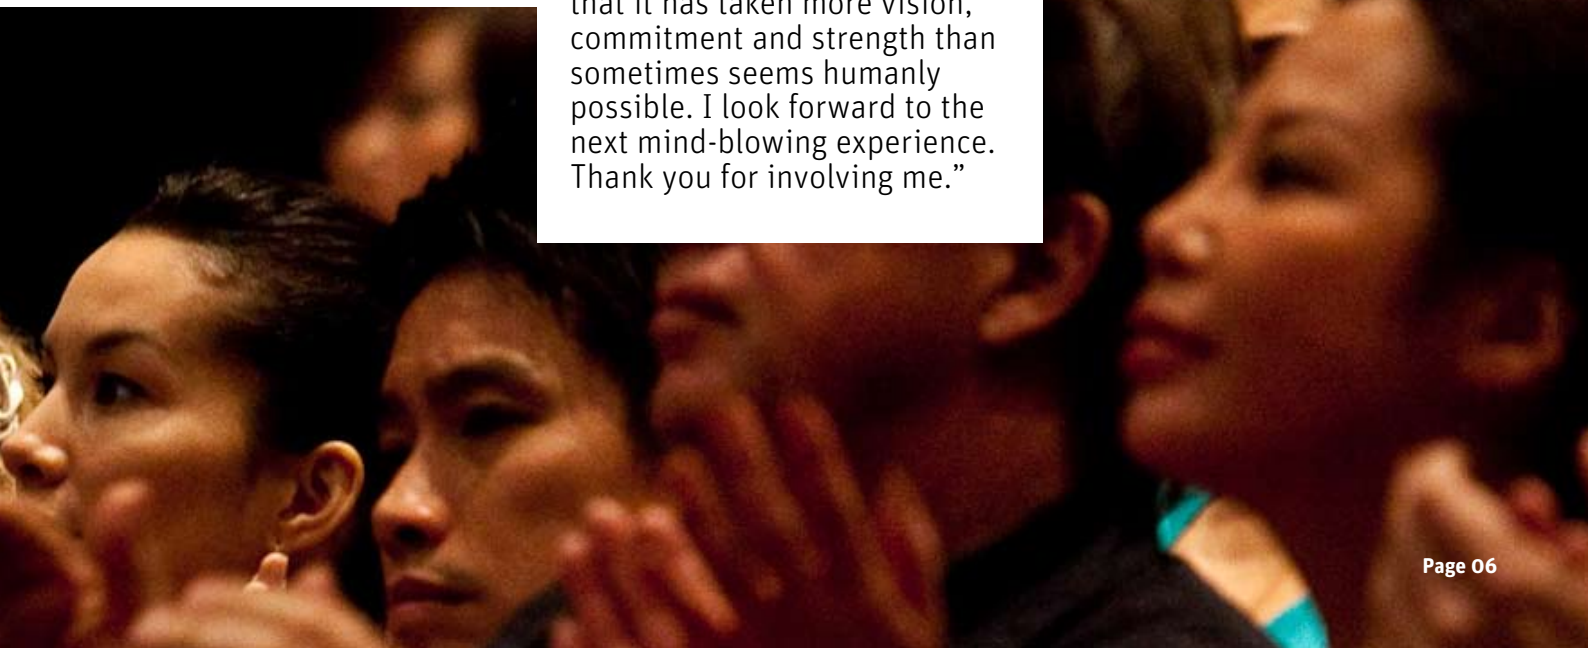 that it has taken more vision,
commitment and strength than
sometimes seems humanly
possible. I look forward to the
next mind-blowing experience.
Thank you for involving me.”
Page 06